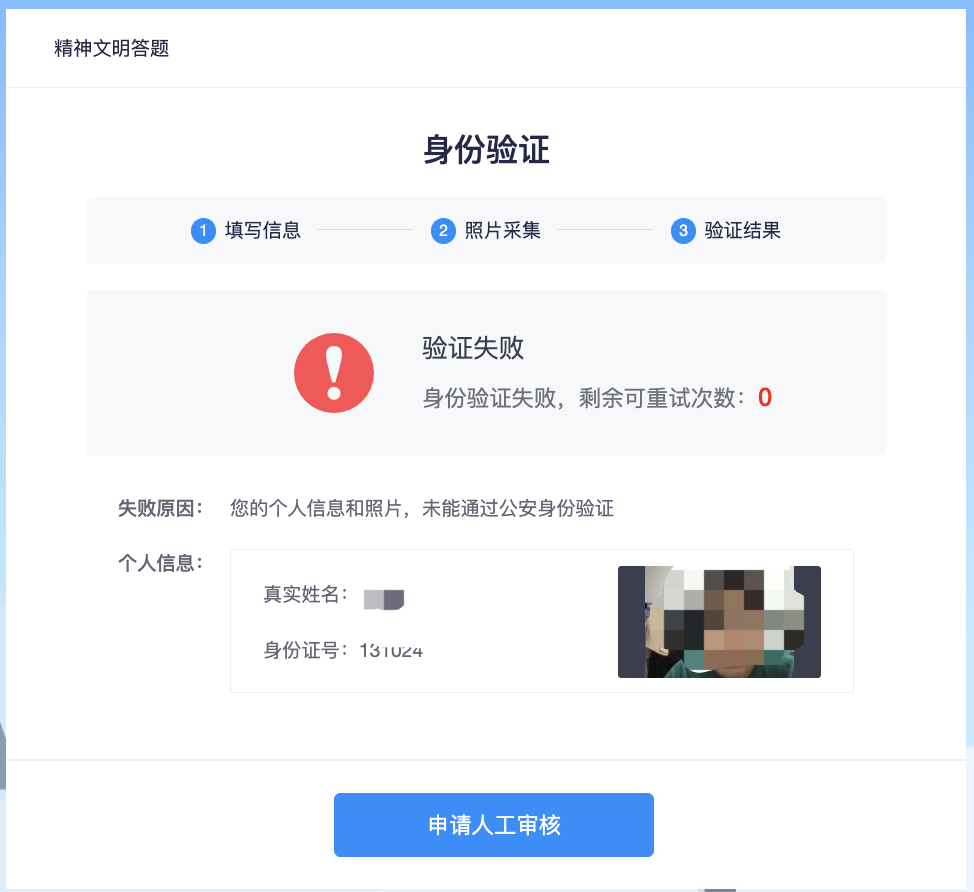 精神文明答题
身份验证
1 填写信息 2 照片采集 3 验证结果
验证失败
身份验证失败，剩余可重试次数：0
失败原因： 您的个人信息和照片，未能通过公安身份验证
个人信息：
真实姓名：
身份证号：131024
申请人工审核